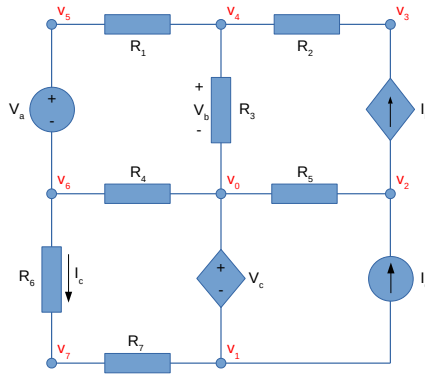 V5
V4
V3
R1
R2
+
Vb
-
R3
Va
+
-
I
V6
R4
V0
R5
V2
R6
Ic
+
-
Vc
I
V7
R7
V1